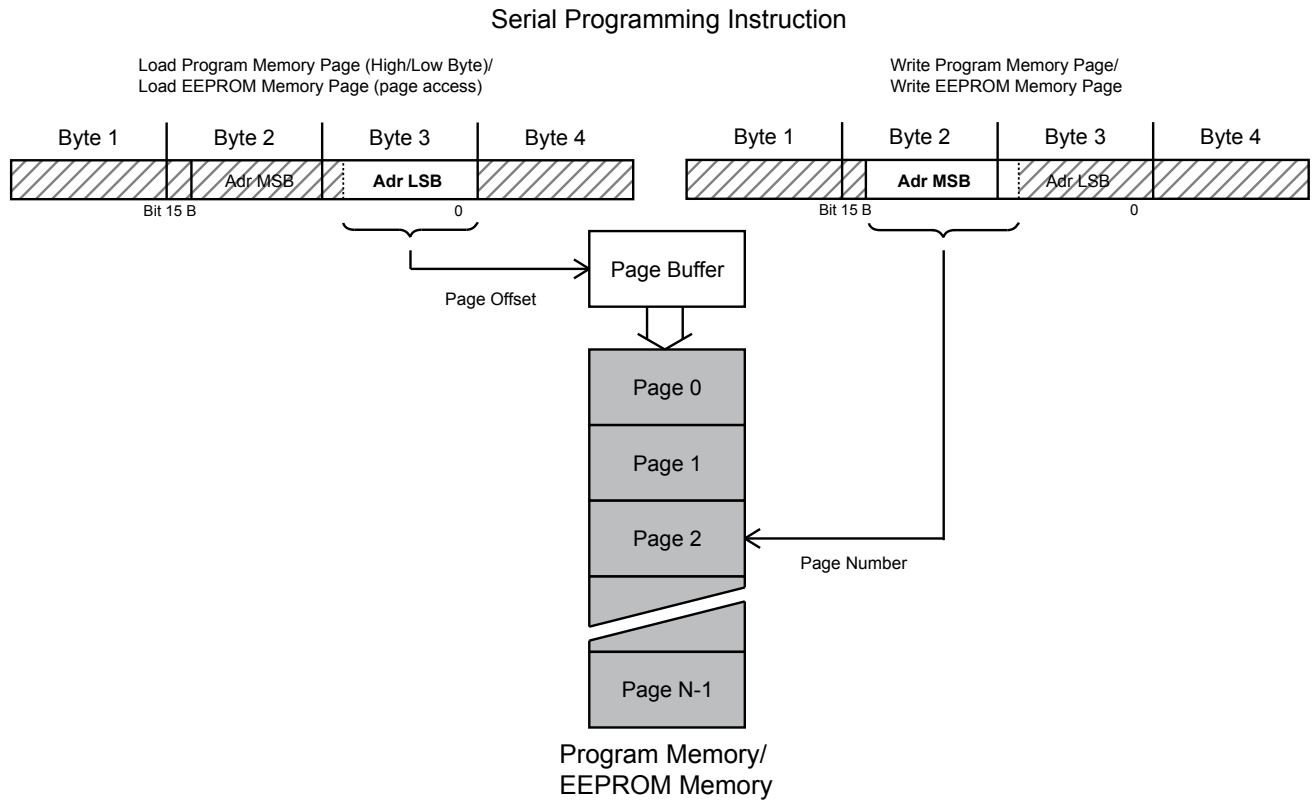 Serial Programming Instruction
Load Program Memory Page (High/Low Byte)/
Load EEPROM Memory Page (page access)
Write Program Memory Page/
Write EEPROM Memory Page
Byte 1 Byte 2 Byte 3 Byte 4
Byte 1 Byte 2 Byte 3 Byte 4
Adr MSB Adr LSB
Adr MSB Adr LSB
Bit 15 B 0
Bit 15 B 0
Page Buffer
Page Offset
Page 0
Page 1
Page 2
Page Number
Page N-1
Program Memory/
EEPROM Memory